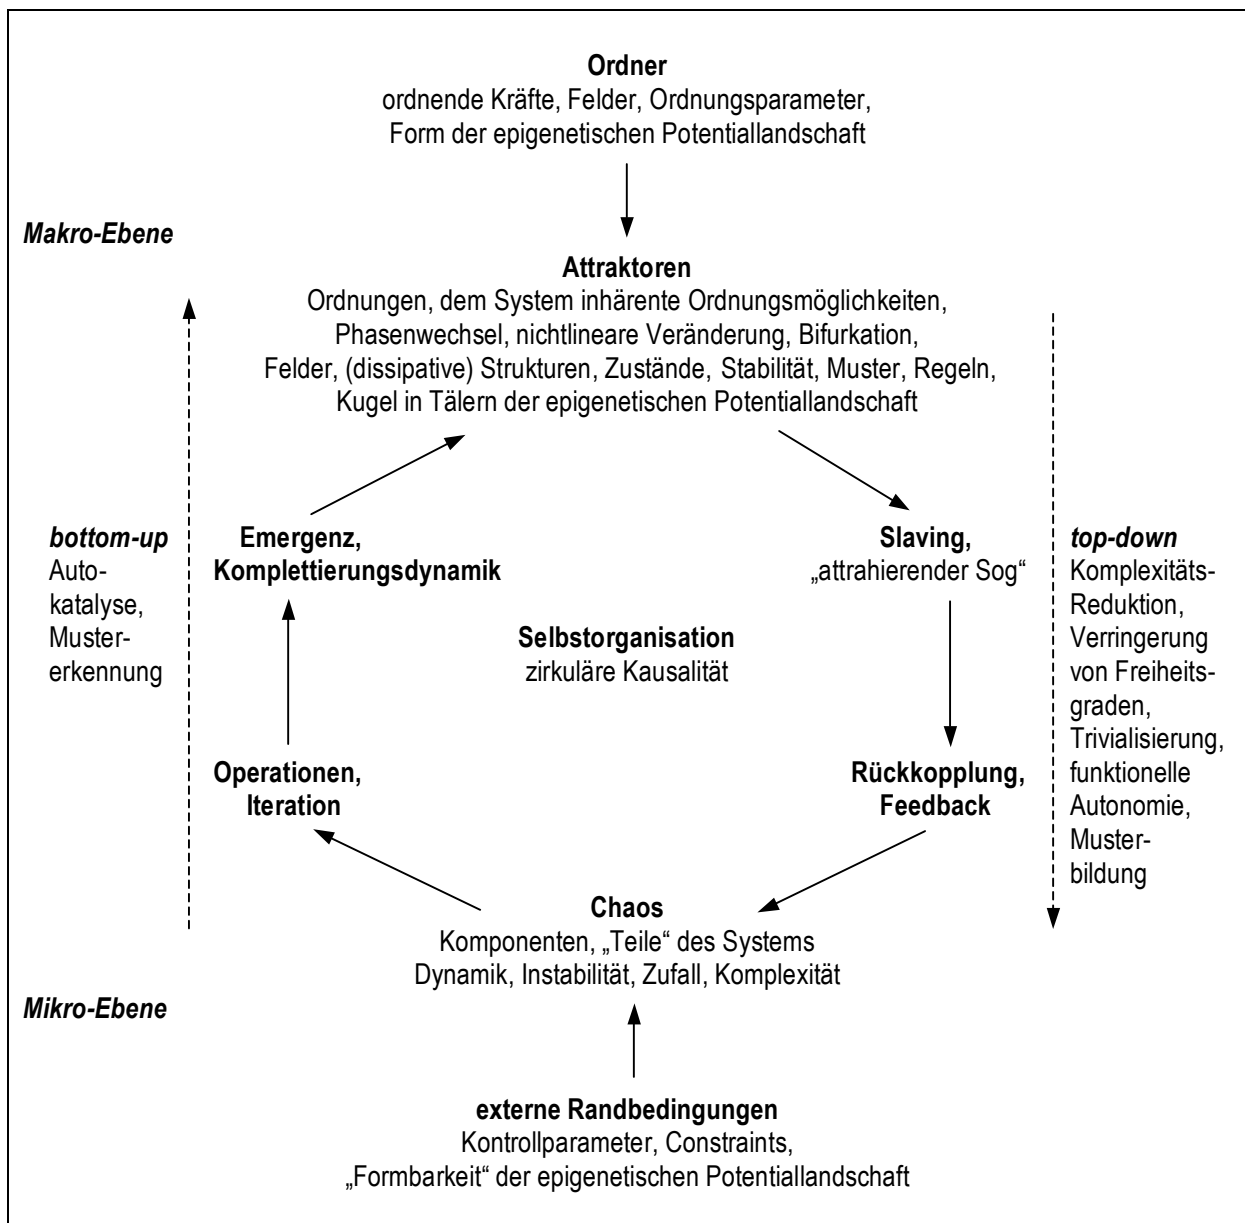 Ordner
ordnende Kräfte, Felder, Ordnungsparameter,
Form der epigenetischen Potentiallandschaft
Makro-Ebene
Attraktoren
Ordnungen, dem System inhärente Ordnungsmöglichkeiten,
Phasenwechsel, nichtlineare Veränderung, Bifurkation,
Felder, (dissipative) Strukturen, Zustände, Stabilität, Muster, Regeln,
Kugel in Tälern der epigenetischen Potentiallandschaft
bottom-up
Auto-
katalyse,
Muster-
erkennung
Emergenz,
Komplettierungsdynamik
Slaving,
„attrahierender Sog“
top-down
Komplexitäts-
Reduktion,
Verringerung
von Freiheits-
graden,
Trivialisierung,
funktionelle
Autonomie,
Muster-
bildung
Selbstorganisation
zirkuläre Kausalität
Operationen,
Iteration
Rückkopplung,
Feedback
Chaos
Komponenten, „Teile“ des Systems
Dynamik, Instabilität, Zufall, Komplexität
Mikro-Ebene
externe Randbedingungen
Kontrollparameter, Constraints,
„Formbarkeit“ der epigenetischen Potentiallandschaft